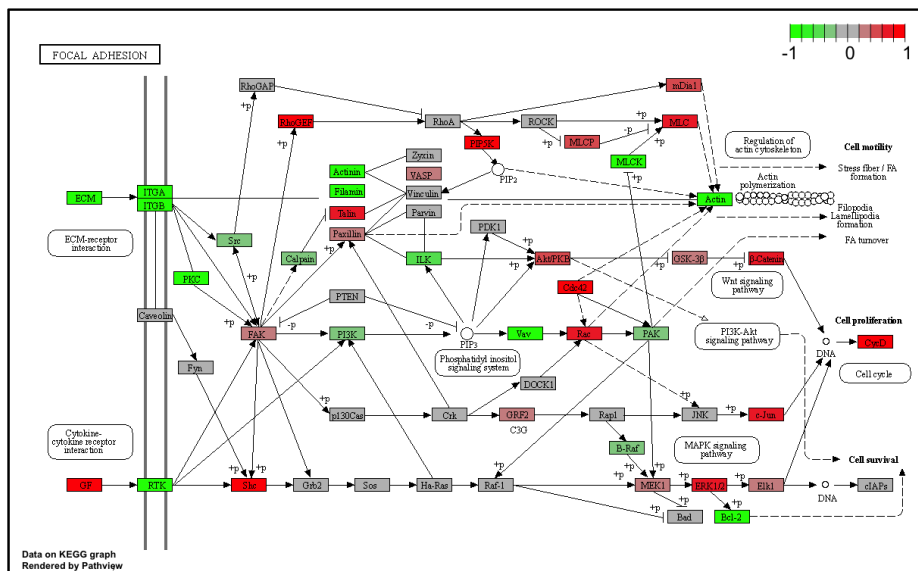 FOCAL ADHESION
-1 0 1
RhoGAP
mDia1
+p
+p
+p
RhoGEF
RhoA
ROCK
MLC
+p
-p
PIP5K
MLCP
+p
Regulation of
actin cytoskeleton
Cell motility
Zyxin
Actinin
VASP
MLCK
PIP2
Actin
polymerization
Stress fiber / FA
formation
ECM
ITGA
ITGB
Filamin
Vinculin
Actin
Talin
Parvin
Filopodia
Lamellipodia
formation
Paxillin
PDK1
Src
+p
FA turnover
ECM-receptor
interaction
Calpain
ILK
+p
Akt/PKB
+p
GSK-3β
+p
β-Catenin
PKC
+p
+p
Wnt signaling
pathway
Cdc42
PTEN
Caveolin
+p
-p
-p
FAK
PI3K
PIP3
Vav
Rac
PAK
PI3K-Akt
signaling pathway
Cell proliferation
CycD
DNA
Phosphatidyl inositol
signaling system
Fyn
DOCK1
Cell cycle
+p
+p
p130Cas
Crk
GRF2
Rap1
JNK
+p
c-Jun
C3G
Cytokine-
cytokine receptor
interaction
B-Raf
MAPK signaling
pathway
+p
+p
+p
+p
+p
Cell survival
GF
RTK
Shc
Grb2
Sos
Ha-Ras
Raf-1
+p
MEK1
+p
ERK1/2
+p
Elk1
cIAPs
DNA
+p
+p
+p
Bad
Bcl-2
Data on KEGG graph
Rendered by Pathview